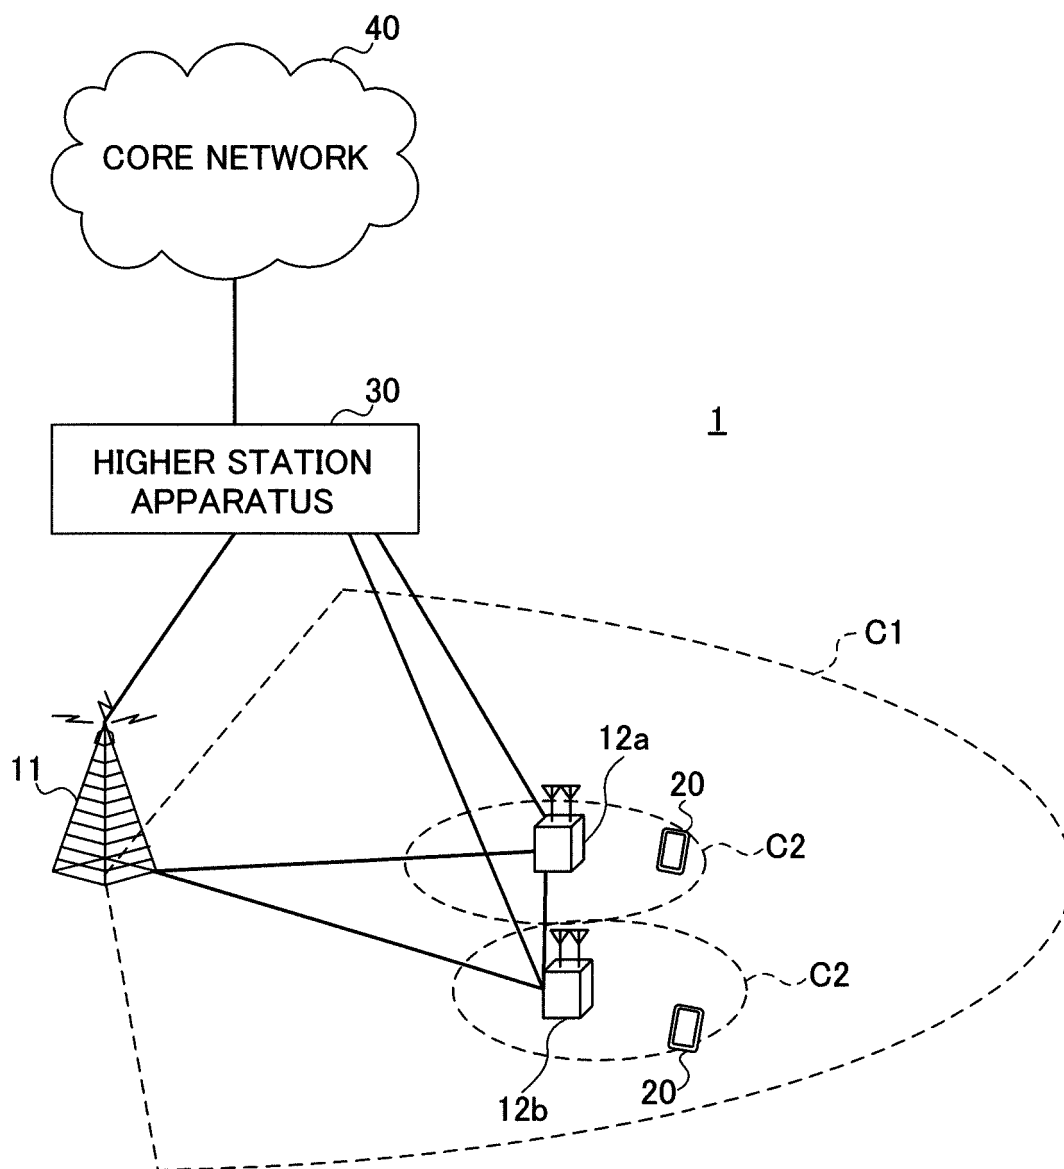 40
CORE NETWORK
30
1
HIGHER STATION
APPARATUS
C1
12a
11
20
C2
C2
20
12b